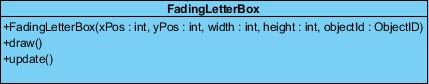 FadingLetterBox
+FadingLetterBox(xPos : int, yPos : int, width : int, height : int, objectId : ObjectID)
+draw()
+update()